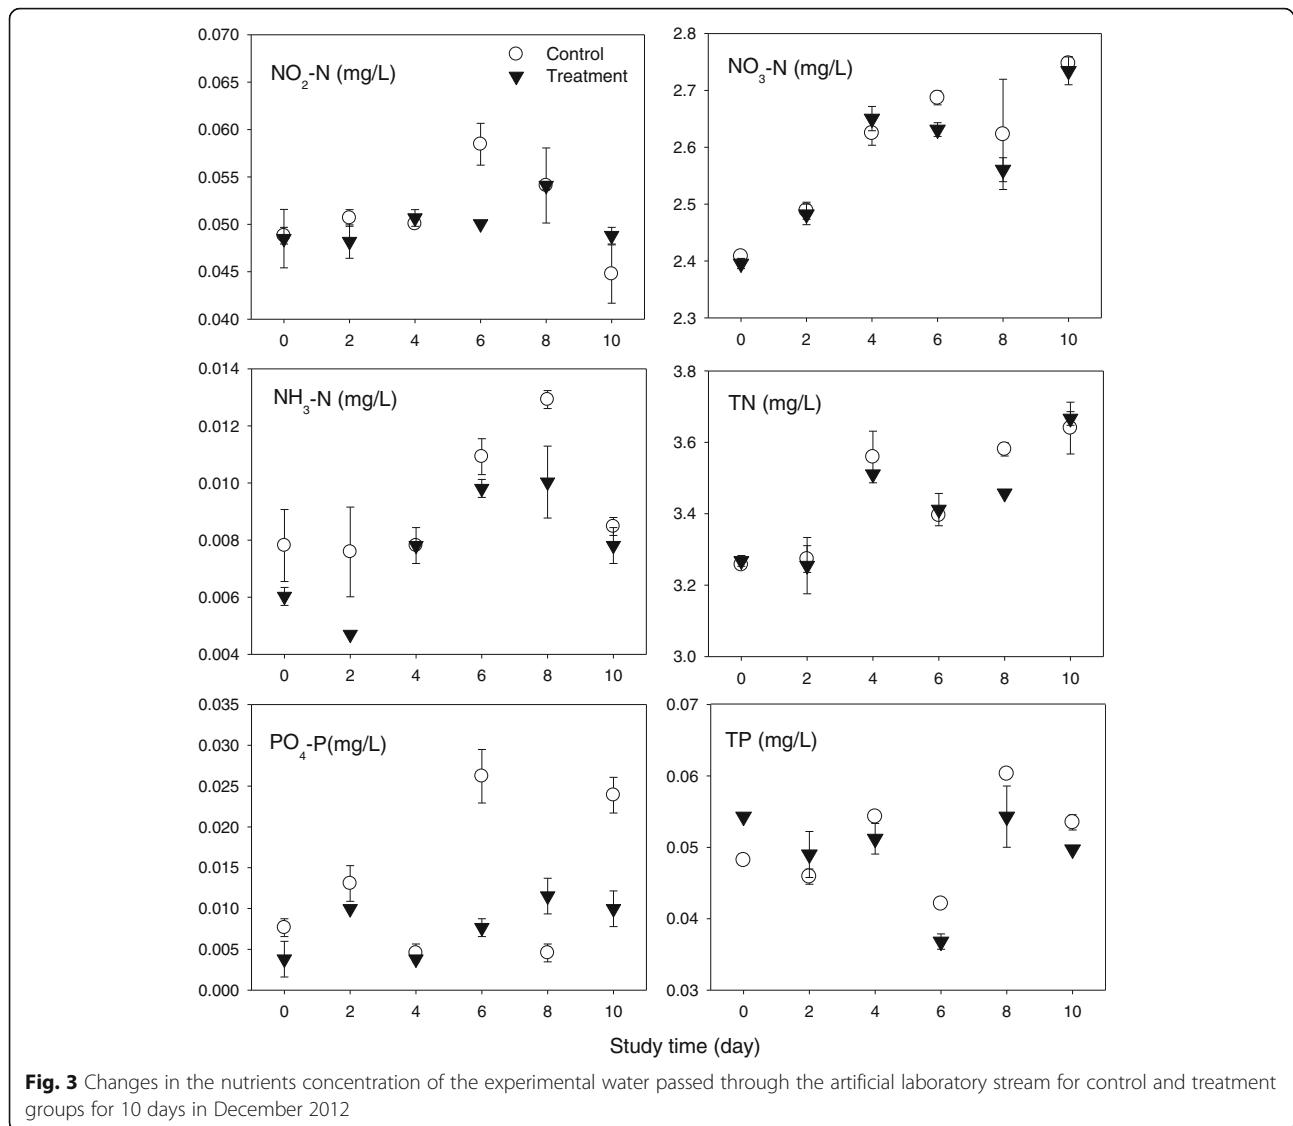 NO2-N (mg/L)
Control
Treatment
0.070
0.065
0.060
0.055
0.050
0.045
0.040
0 2 4 6 8 10
NO3-N (mg/L)
2.8
2.7
2.6
2.5
2.4
2.3
0 2 4 6 8 10
NH3-N (mg/L)
0.014
0.012
0.010
0.008
0.006
0.004
0 2 4 6 8 10
TN (mg/L)
3.8
3.6
3.4
3.2
3.0
0 2 4 6 8 10
PO4-P(mg/L)
0.035
0.030
0.025
0.020
0.015
0.010
0.005
0.000
0 2 4 6 8 10
TP (mg/L)
0.07
0.06
0.05
0.04
0.03
0 2 4 6 8 10
Study time (day)
Fig. 3 Changes in the nutrients concentration of the experimental water passed through the artificial laboratory stream for control and treatment
groups for 10 days in December 2012